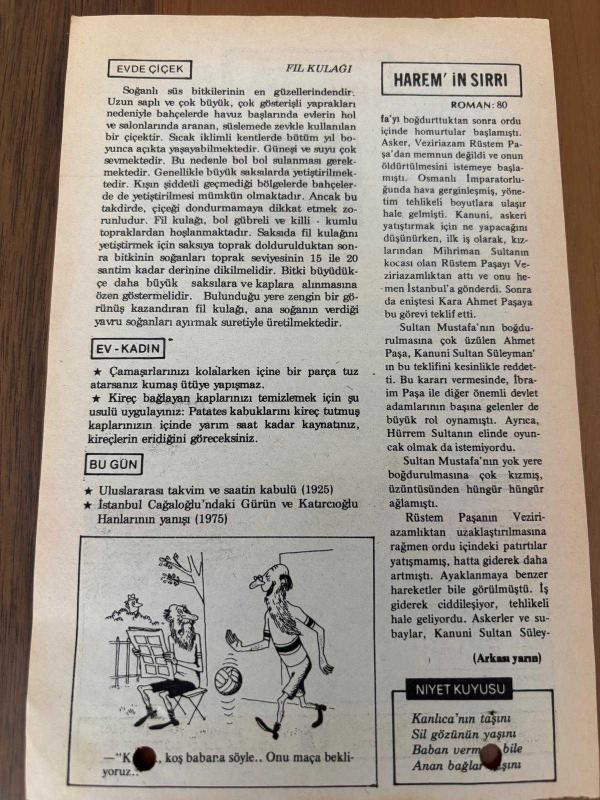 EVDE ÇİÇEK
FİL KULAĞI
Soğanlı süs bitkilerinin en güzellerindendir.
Uzun saplı ve çok büyük, çok gösterişli yaprakları
nedeniyle bahçelerde havuz başlarında evlerin hol
ve salonlarında aranan, süslemede zevkle kullanılan
bir çiçektir. Sıcak iklimli kentlerde bütün yıl bo-
yunca açıkta yaşayabilmektedir. Güneşi ve suyu çok
sevmektedir. Bu nedenle bol bol sulanması gerek-
mektedir. Genellikle büyük saksılarda yetiştirilmek-
tedir. Kışın şiddetli geçmediği bölgelerde bahçeler-
de de yetiştirilmesi mümkün olmaktadır. Ancak bu
takdirde, çiçeği dondurmamaya dikkat etmek zo-
runludur. Fil kulağı, bol gübreli ve killi - kumlu
topraklardan hoşlanmaktadır. Saksıda fil kulağını
yetiştirmek için saksıya toprak doldurulduktan son-
ra bitkinin soğanları toprak seviyesinin 15 ile 20
santim kadar derinine dikilmelidir. Bitki büyüdük-
çe daha büyük saksılara ve kaplara alınmasına
özen göstermelidir. Bulunduğu yere zengin bir gö-
rünüş kazandıran fil kulağı, ana soğanın verdiği
yavru soğanları ayırmak suretiyle üretilmektedir.
EV - KADIN
★ Çamaşırlarınızı kolalarken içine bir parça tuz
atarsanız kumaş ütüye yapışmaz.
★ Kireç bağlayan kaplarınızı temizlemek için şu
usulü uygulayınız: Patates kabuklarını kireç tutmuş
kaplarınızın içinde yarım saat kadar kaynatınız,
kireçlerin eridiğini göreceksiniz.
BU GÜN
★ Uluslararası takvim ve saatin kabulü (1925)
★ İstanbul Cağaloğlu'ndaki Gürün ve Katırcıoğlu
Hanlarının yanışı (1975)
—"K , koş babana söyle.. Onu maça bekli-
yoruz..
HAREM' İN SIRRI
ROMAN: 80
fa'yı boğdurttuktan sonra ordu
içinde homurtular başlamıştı.
Asker, Veziriazam Rüstem Pa-
şa'dan memnun değildi ve onun
öldürtülmesini istemeye başla-
mıştı. Osmanlı İmparatorlu-
ğunda hava gerginleşmiş, yöne-
tim tehlikeli boyutlara ulaşır
hale gelmişti. Kanuni, askeri
yatıştırmak için ne yapacağını
düşünürken, ilk iş olarak, kız-
larından Mihriman Sultanın
kocası olan Rüstem Paşayı Ve-
ziriazamlıktan attı ve onu he-
men İstanbul'a gönderdi. Sonra
da eniştesi Kara Ahmet Paşaya
bu görevi teklif etti.
Sultan Mustafa'nın boğdu-
rulmasına çok üzülen Ahmet
Paşa, Kanuni Sultan Süleyman'
ın bu teklifini kesinlikle reddet-
ti. Bu kararı vermesinde, İbra-
im Paşa ile diğer önemli devlet
adamlarının başına gelenler de
büyük rol oynamıştı. Ayrıca,
Hürrem Sultanın elinde oyun-
cak olmak da istemiyordu.
Sultan Mustafa'nın yok yere
boğdurulmasına çok kızmış,
üzüntüsünden hüngür hüngür
ağlamıştı.
Rüstem Paşanın Veziri-
azamlıktan uzaklaştırılmasına
rağmen ordu içindeki patırtılar
yatışmamış, hatta giderek daha
artmıştı. Ayaklanmaya benzer
hareketler bile görülmüştü. İş
giderek ciddileşiyor, tehlikeli
hale geliyordu. Askerler ve su-
baylar, Kanuni Sultan Süley-
(Arkası yarın)
NİYET KUYUSU
Kanlıca'nın taşını
Sil gözünün yaşını
Baban bile
Anan bağlar